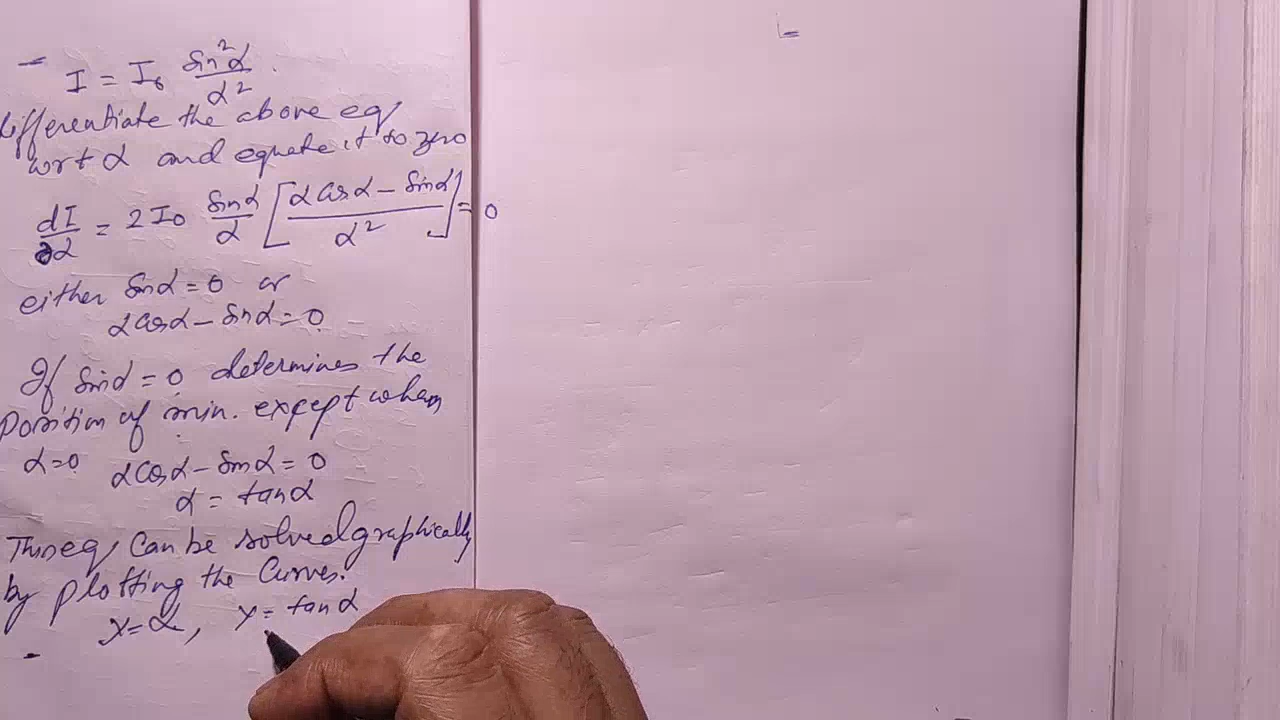 I = I₀ sin²α / α².
differentiate the above eq
wrt α and equate it to zero
dI/dα = 2I₀ sinα/α [(α cosα - sinα)/α²] = 0
either sinα = 0 or
αcosα - sinα = 0
If sinα = 0 determines the
position of min. except when
α=0 αcosα - sinα = 0
α = tanα
This eq, can be solved graphically
by plotting the curves.
y=α, y= tanα